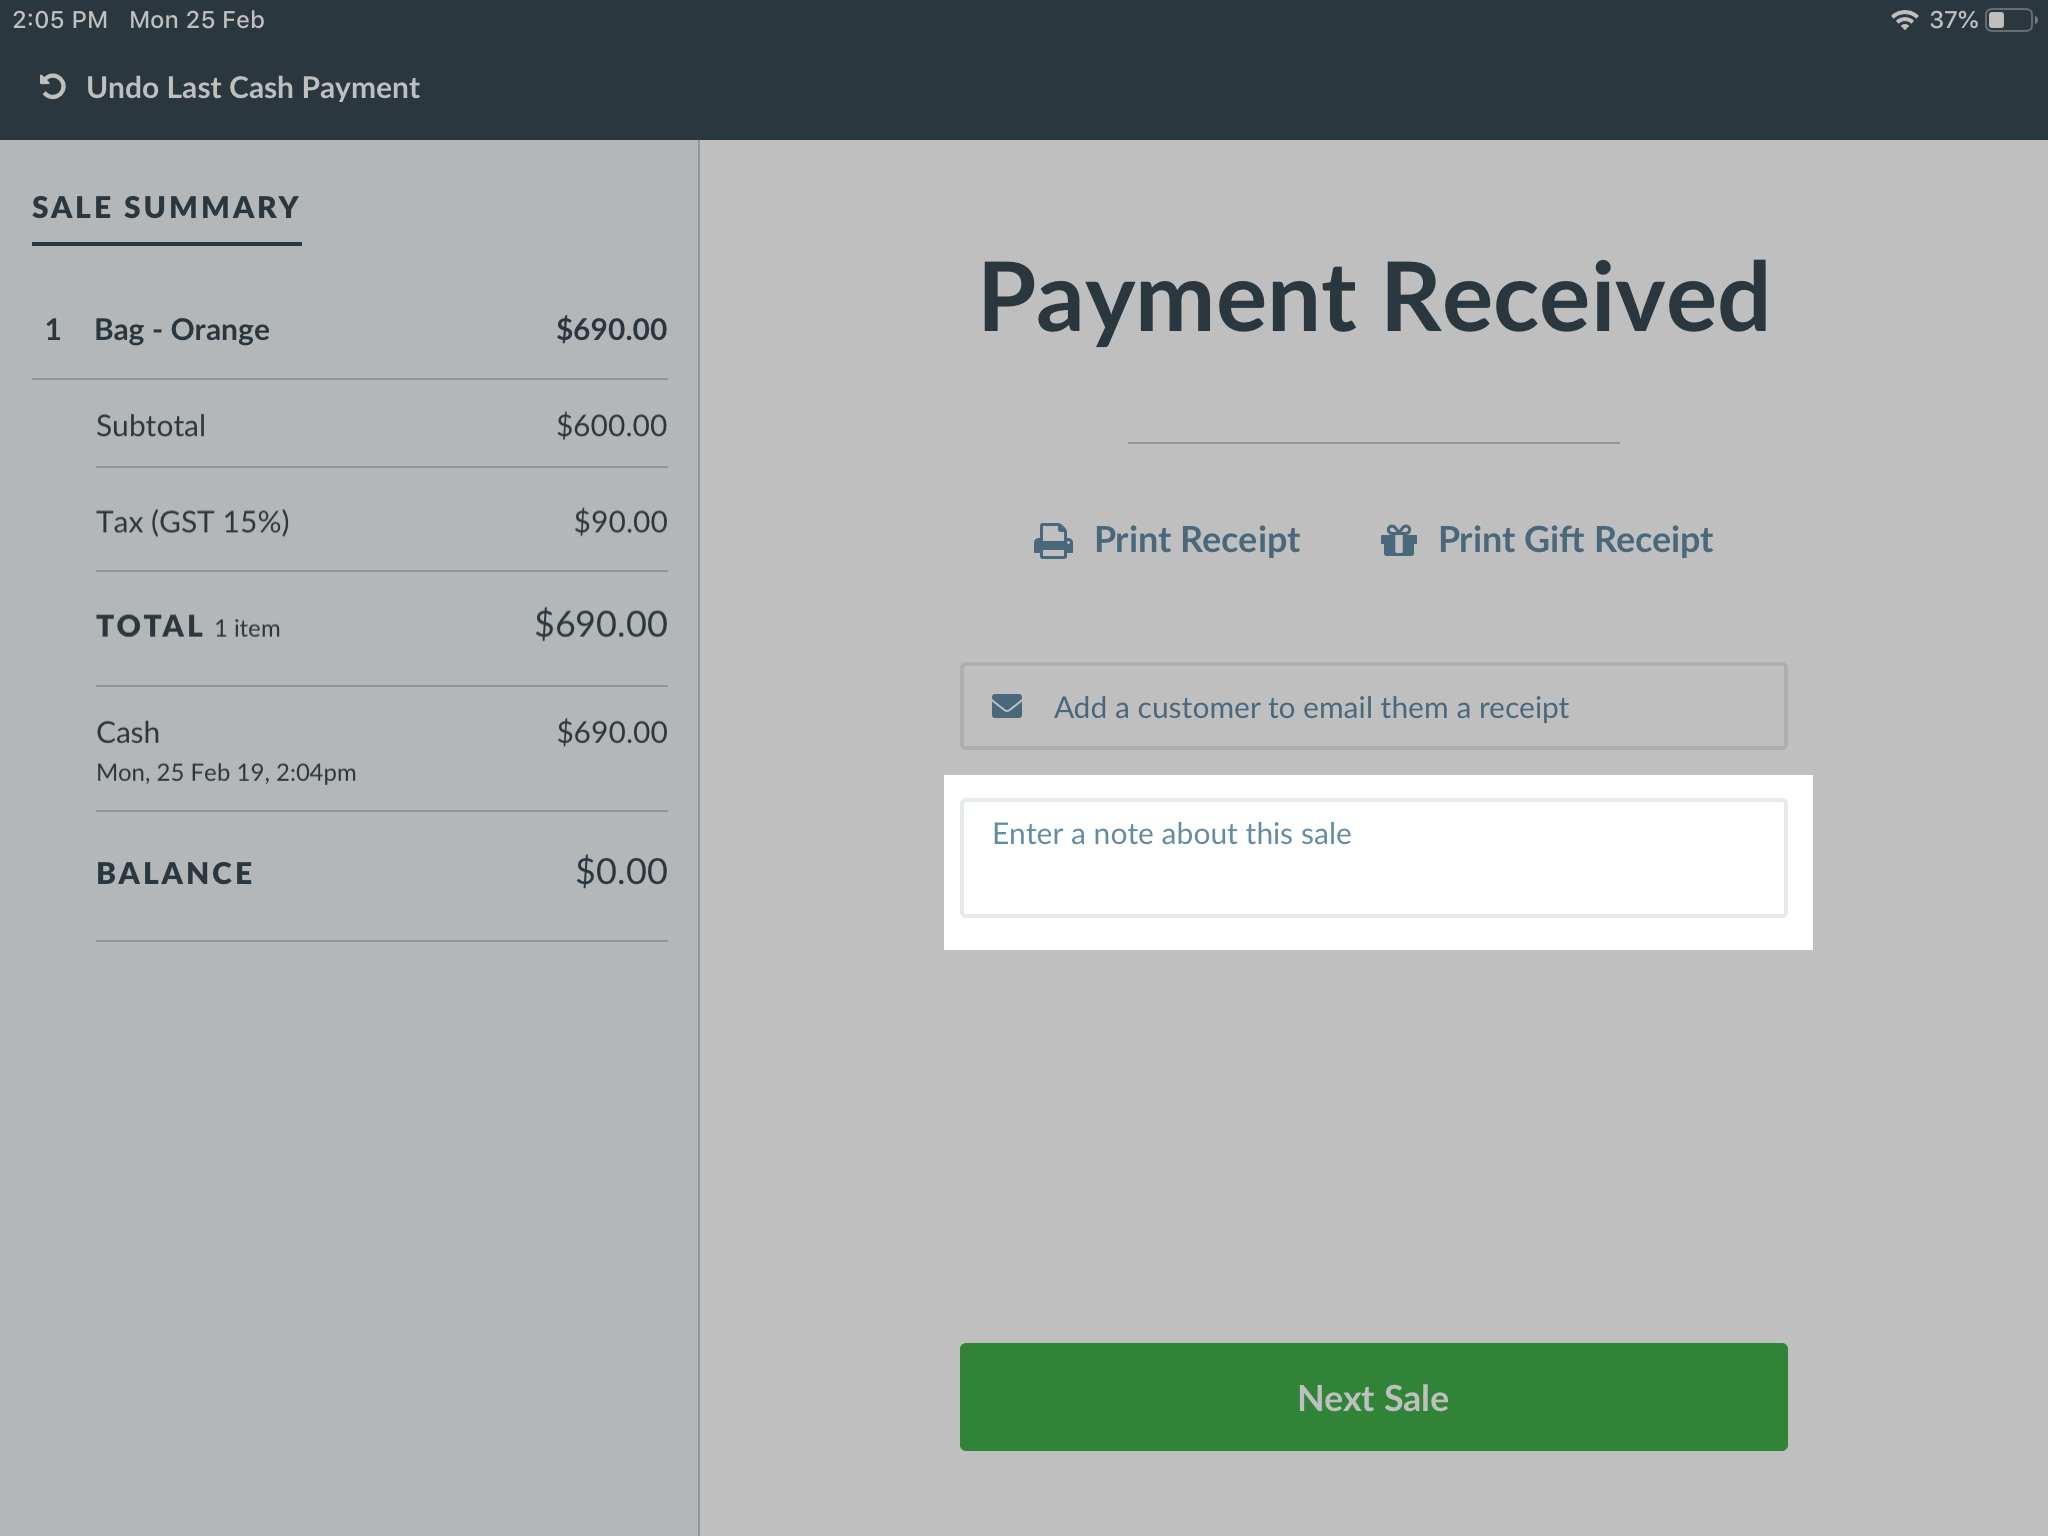 2:05 PM Mon 25 Feb
37%
Undo Last Cash Payment
SALE SUMMARY
1 Bag - Orange $690.00
Subtotal $600.00
Tax (GST 15%) $90.00
TOTAL 1 item $690.00
Cash $690.00
Mon, 25 Feb 19, 2:04pm
BALANCE $0.00
Payment Received
Print Receipt Print Gift Receipt
Add a customer to email them a receipt
Enter a note about this sale
Next Sale